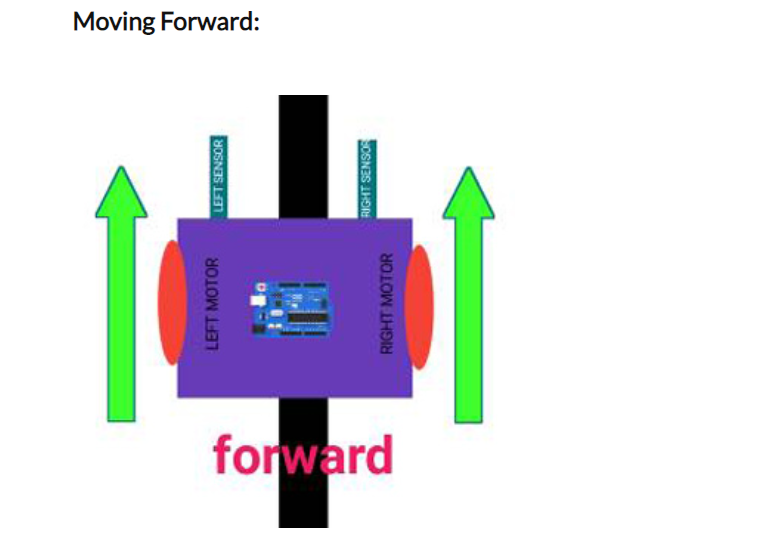 Moving Forward:
LEFT SENSOR
RIGHT SENSOR
LEFT MOTOR
RIGHT MOTOR
forward